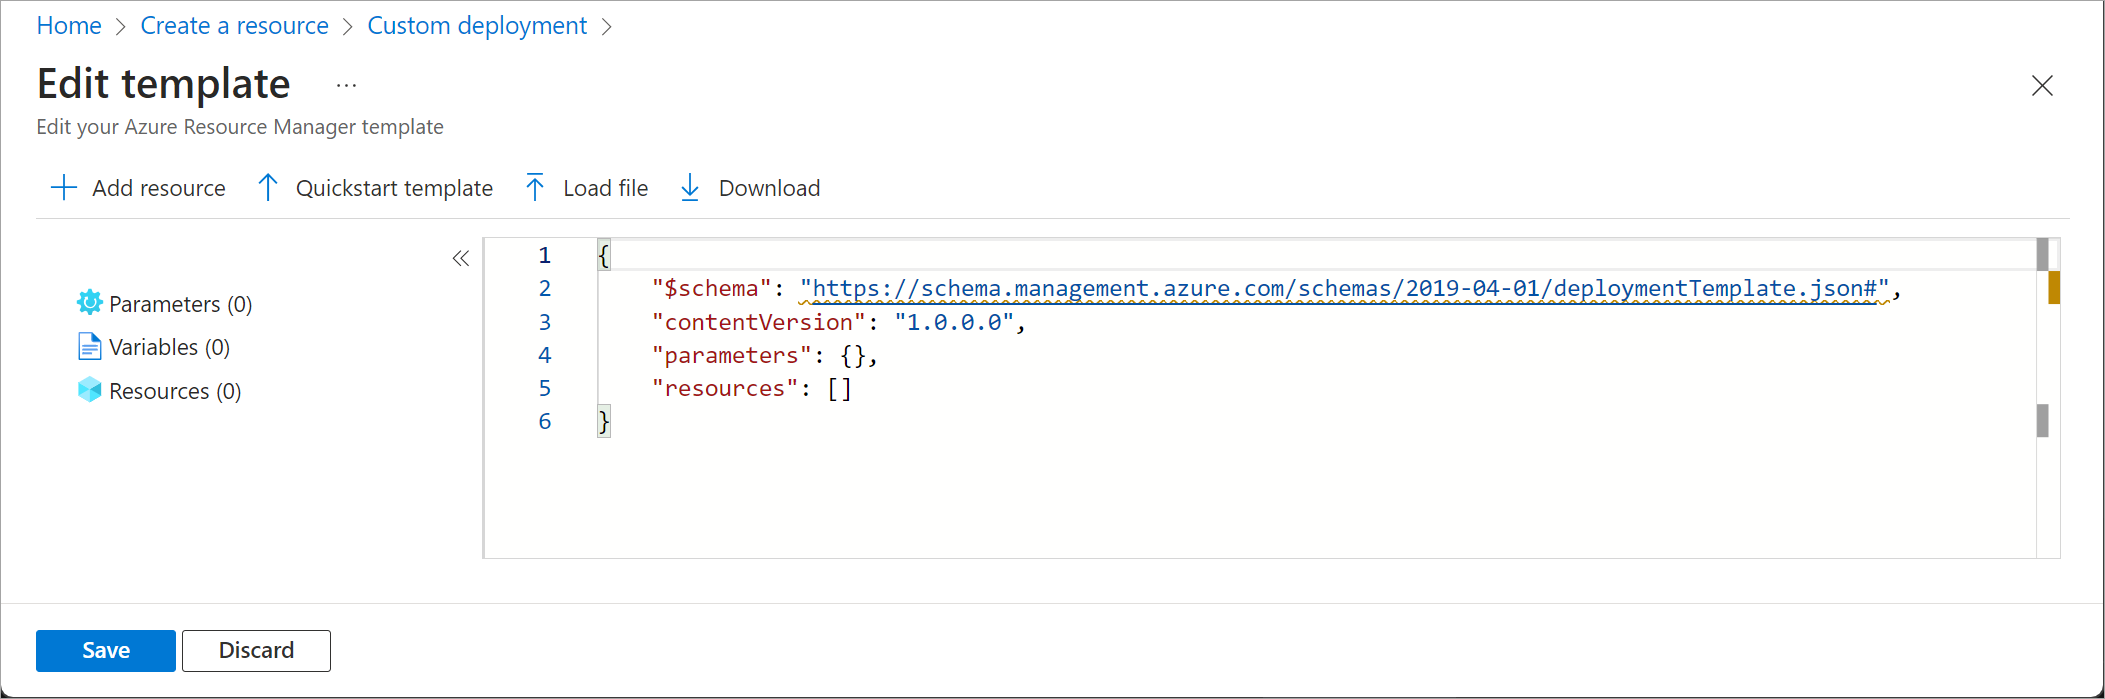 Home > Create a resource > Custom deployment >
Edit template ...
Edit your Azure Resource Manager template
Add resource Quickstart template Load file Download
«
Parameters (0)
Variables (0)
Resources (0)
1 {
2 "$schema": "https://schema.management.azure.com/schemas/2019-04-01/deploymentTemplate.json#",
3 "contentVersion": "1.0.0.0",
4 "parameters": {},
5 "resources": []
6 }
Save Discard